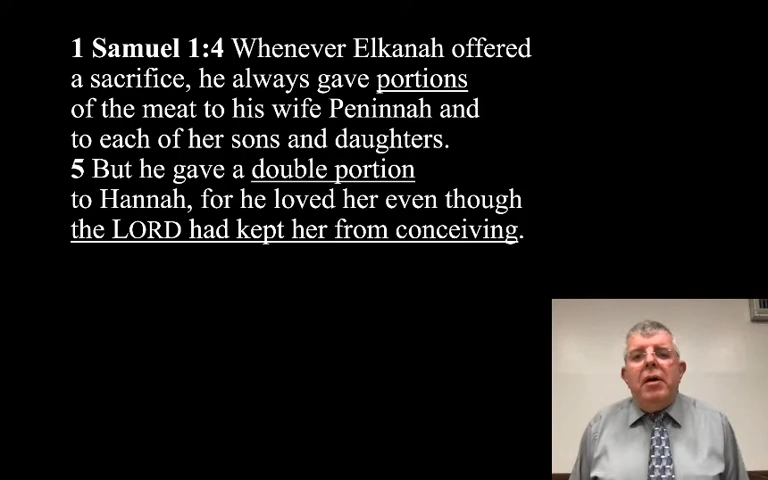 1 Samuel 1:4 Whenever Elkanah offered
a sacrifice, he always gave portions
of the meat to his wife Peninnah and
to each of her sons and daughters.
5 But he gave a double portion
to Hannah, for he loved her even though
the LORD had kept her from conceiving.